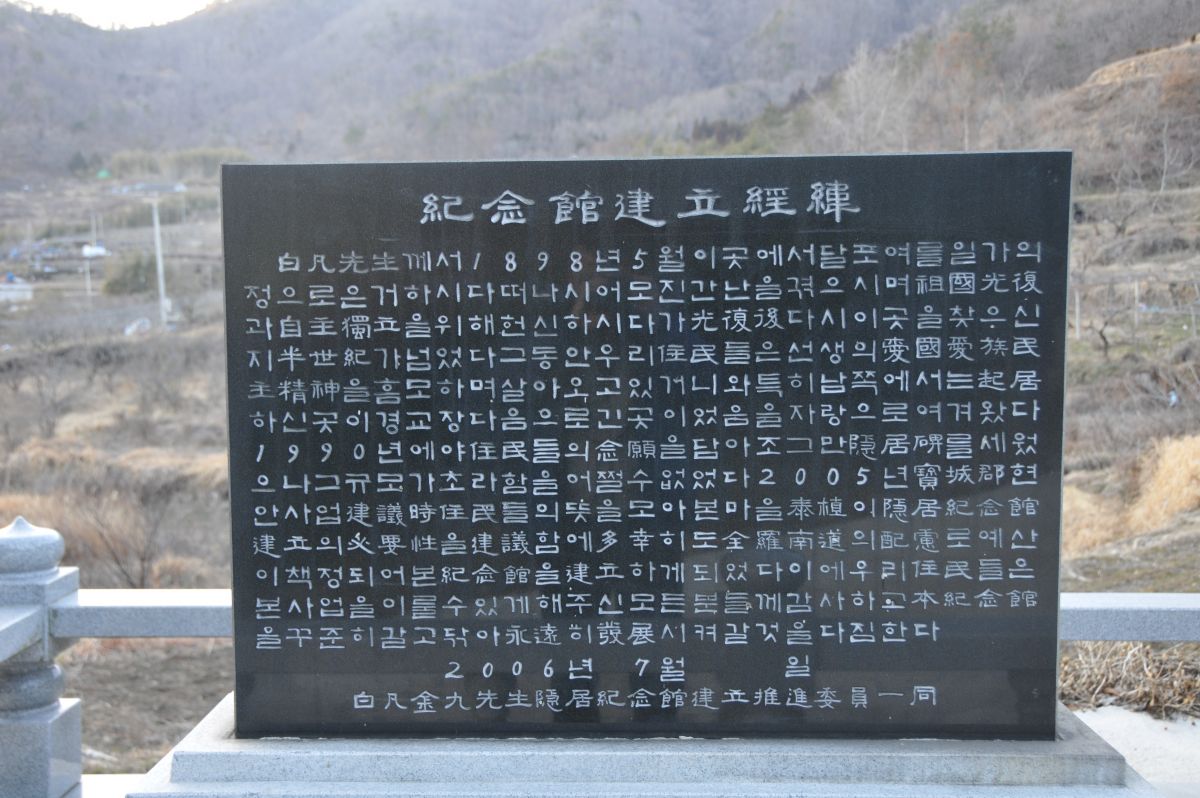 紀念館建立經緯
白凡先生께서1898년5월이곳에서달포여를일가의
정으로은거하시다떠나시어모진간난을겪으시며祖國光復
과自主獨立을위해헌신하시다가光復後다시이곳을찾은신
지半世紀가넘었다그동안우리住民들은선생의愛國愛族民
主精神을흠모하며살아오고있거니와특히남쪽에서는起居
하신곳이경교장다음으로긴곳이었음을자랑으로여겨왔다
1990년에야住民들의念願을담아조그만隱居碑를세웠
으나그규모가초라함을어쩔수없었다2005년寶城郡현
안사업建議時住民들의뜻을모아본마을泰植이隱居紀念館
建立의必要性을建議함에多幸히도全羅南道의配慮로예산
이책정되어본紀念館을建立하게되었다이에우리住民들은
본사업을이룰수있게해주신모든분들께감사하고本紀念館
을꾸준히갈고닦아永遠히發展시켜갈것을다짐한다
2006년 7월 일
白凡金九先生隱居紀念館建立推進委員一同